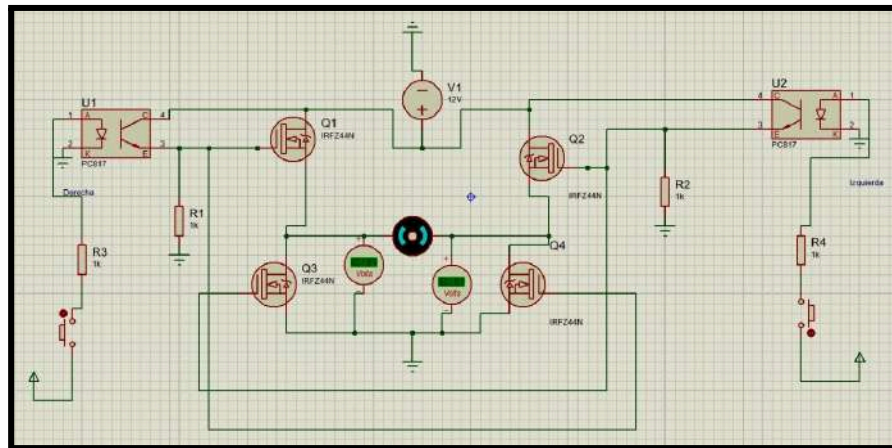 U1
1
A
C
4
2
K
E
3
PC817
Derecha
R1
1k
R3
1k
Q1
IRFZ44N
V1
12V
Q2
IRFZ44N
R2
1k
U2
4
C
A
1
3
E
K
2
PC817
Izquierda
R4
1k
Q3
IRFZ44N
Volts
Volts
Q4
IRFZ44N